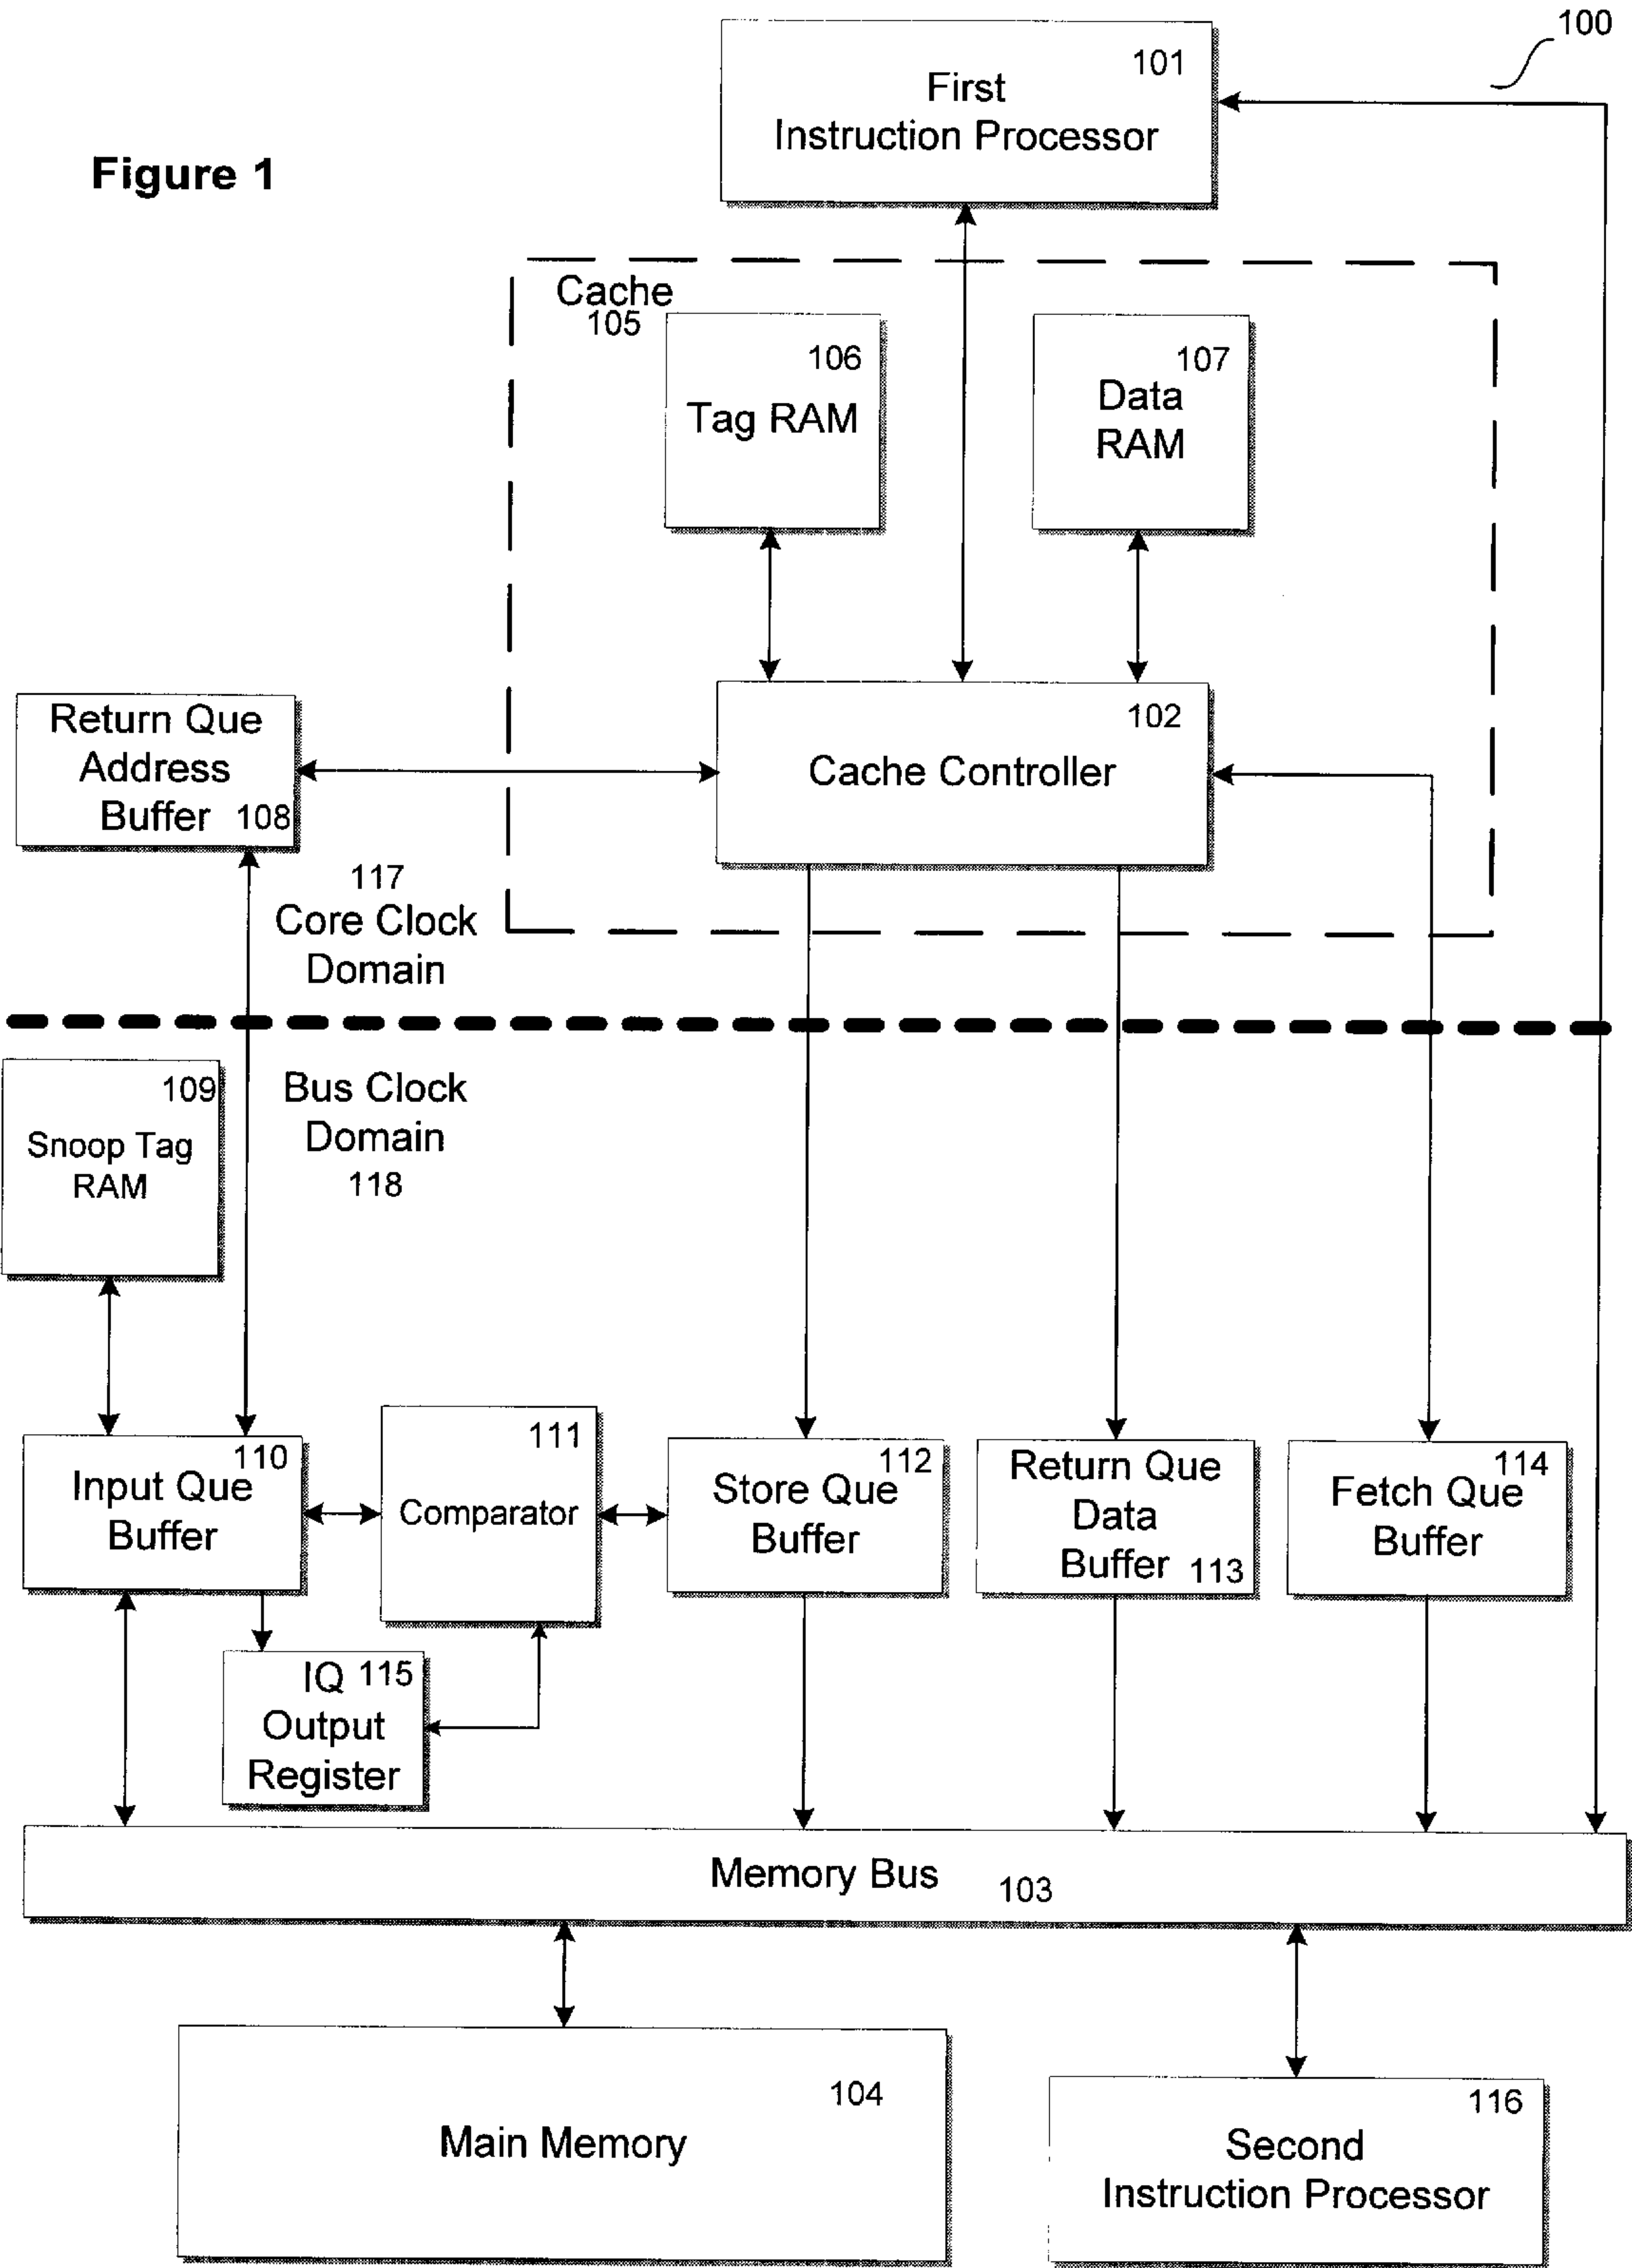 100
101
First
Instruction Processor
Figure 1
Cache
105
106
Tag RAM
107
Data
RAM
Return Que
Address
Buffer 108
102
Cache Controller
117
Core Clock
Domain
109
Snoop Tag
RAM
Bus Clock
Domain
118
110
Input Que
Buffer
111
Comparator
112
Store Que
Buffer
Return Que
Data
Buffer 113
114
Fetch Que
Buffer
IQ 115
Output
Register
Memory Bus 103
104
Main Memory
116
Second
Instruction Processor